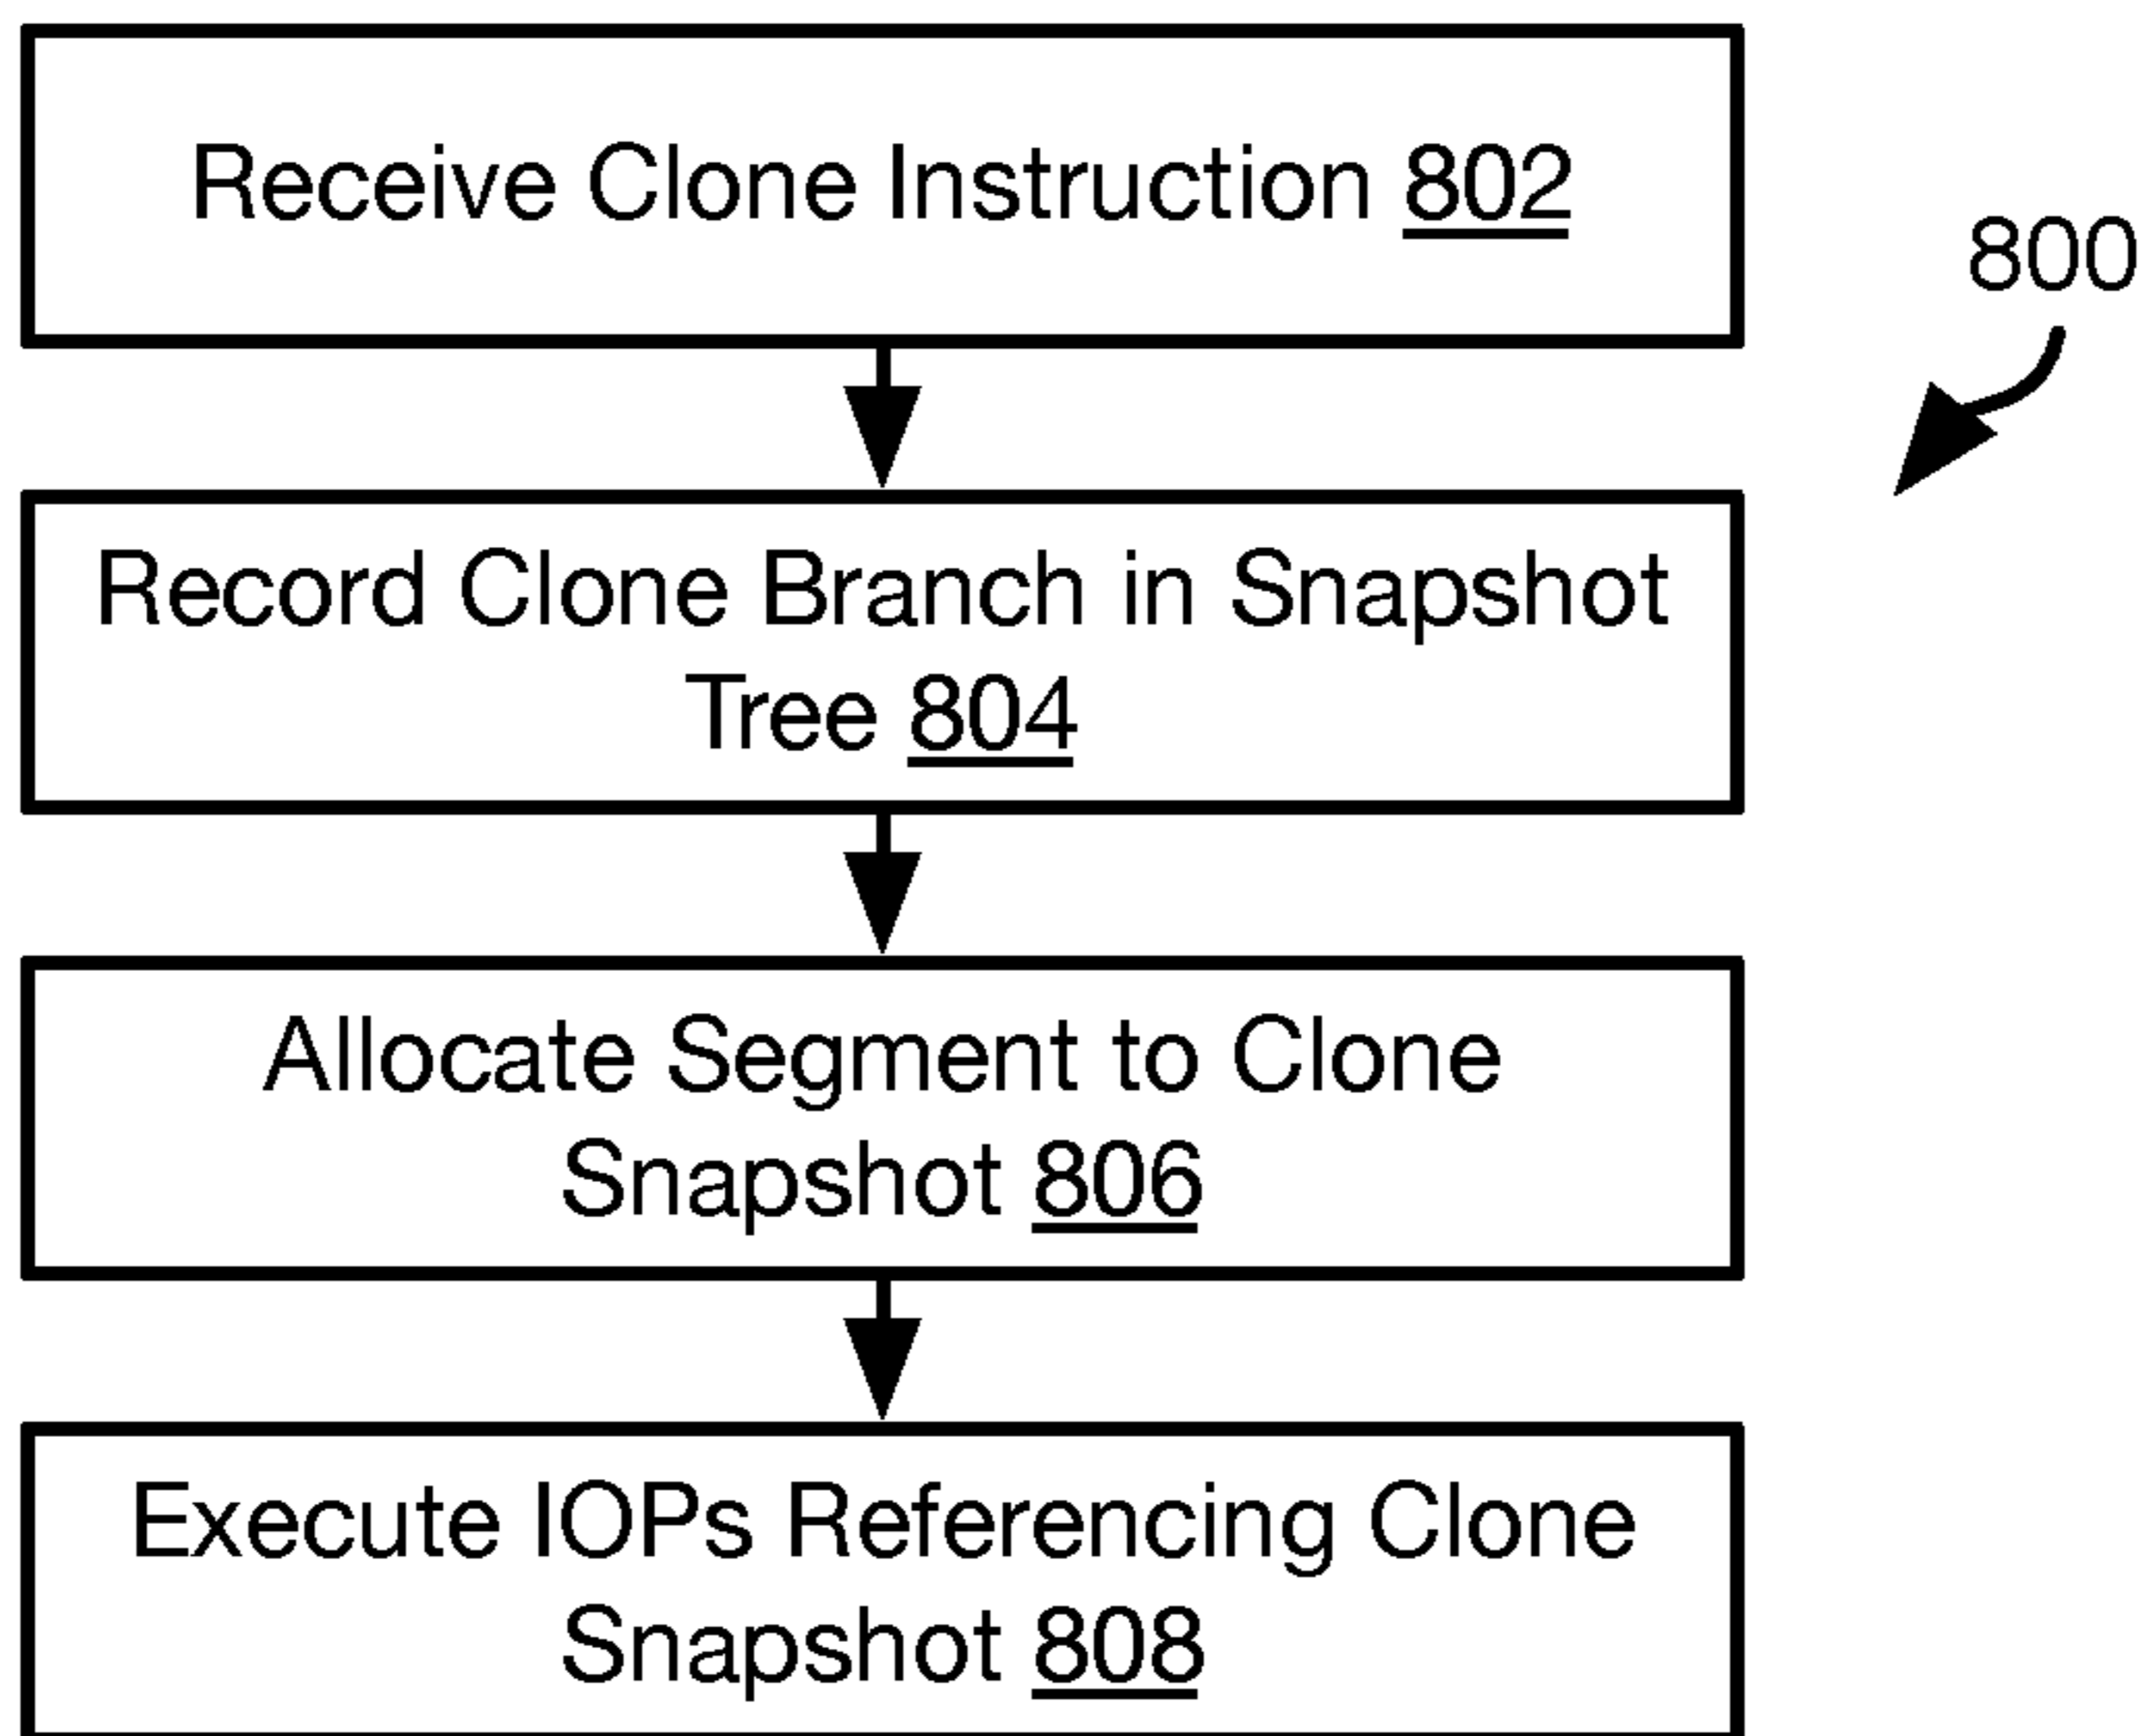 Receive Clone Instruction 802
800
Record Clone Branch in Snapshot
Tree 804
Allocate Segment to Clone
Snapshot 806
Execute IOPs Referencing Clone
Snapshot 808